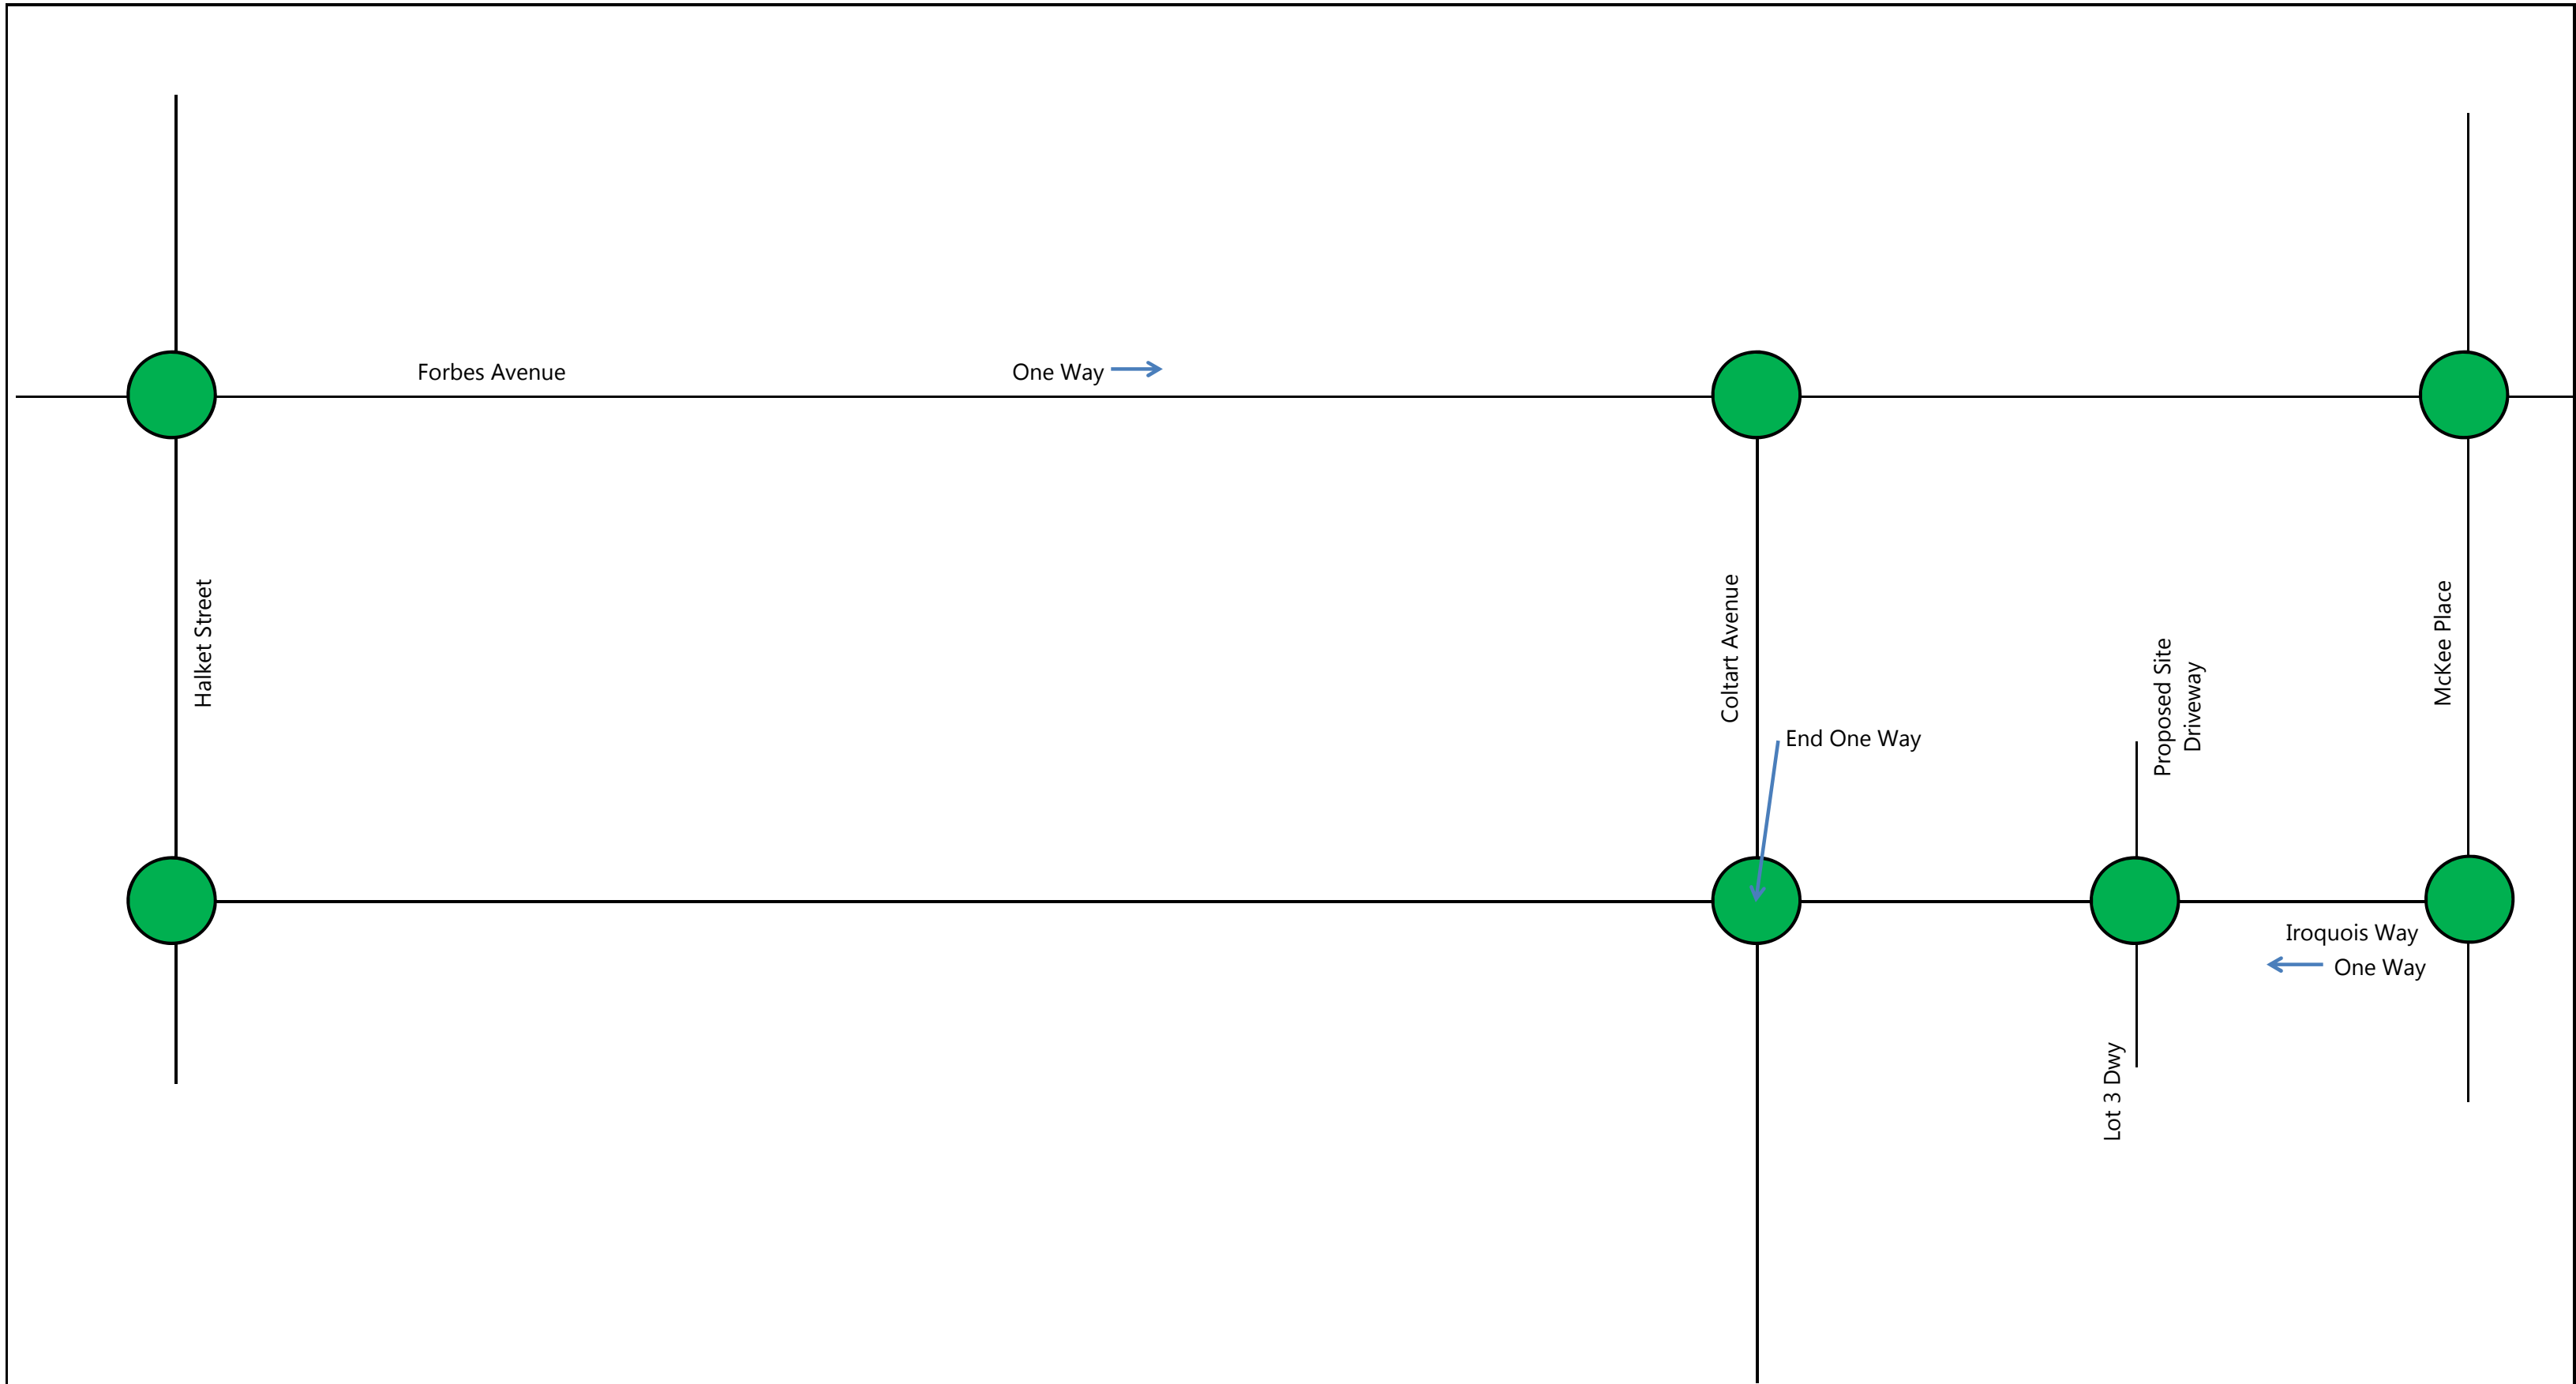 Forbes Avenue
One Way
Halket Street
Coltart Avenue
McKee Place
Proposed Site
Driveway
End One Way
Iroquois Way
One Way
Lot 3 Dwy